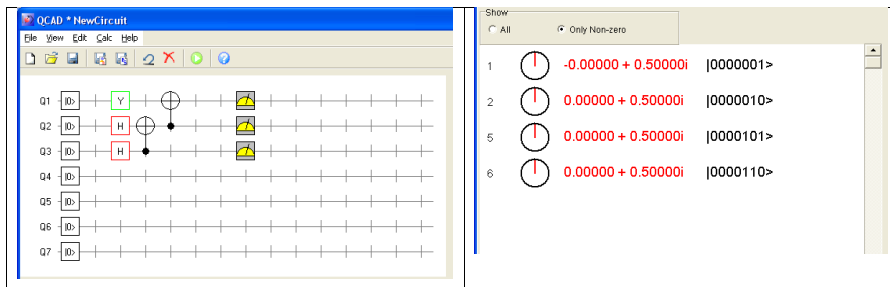 QCAD * NewCircuit
File View Edit Calc Help
Q1 |0> Y
Q2 |0> H
Q3 |0> H
Q4 |0>
Q5 |0>
Q6 |0>
Q7 |0>
Show
All Only Non-zero
1 -0.00000 + 0.50000i |0000001>
2 0.00000 + 0.50000i |0000010>
5 0.00000 + 0.50000i |0000101>
6 0.00000 + 0.50000i |0000110>